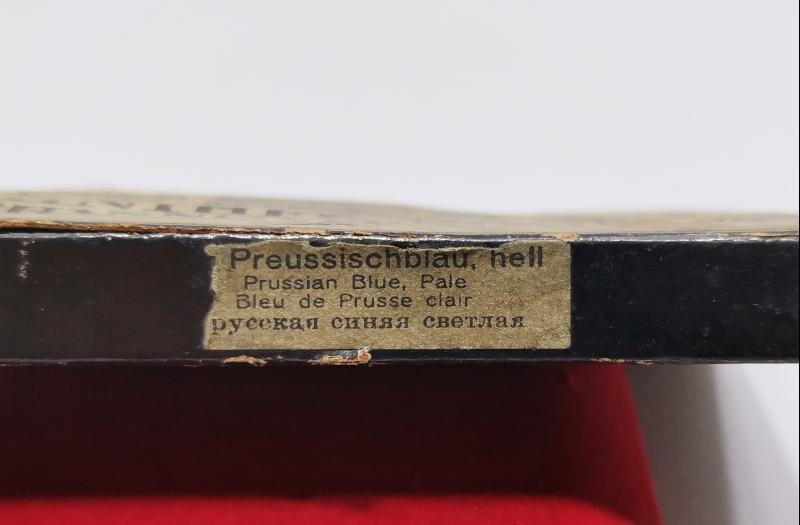 Preussischblau, hell
Prussian Blue, Pale
Bleu de Prusse clair
русская синяя светлая